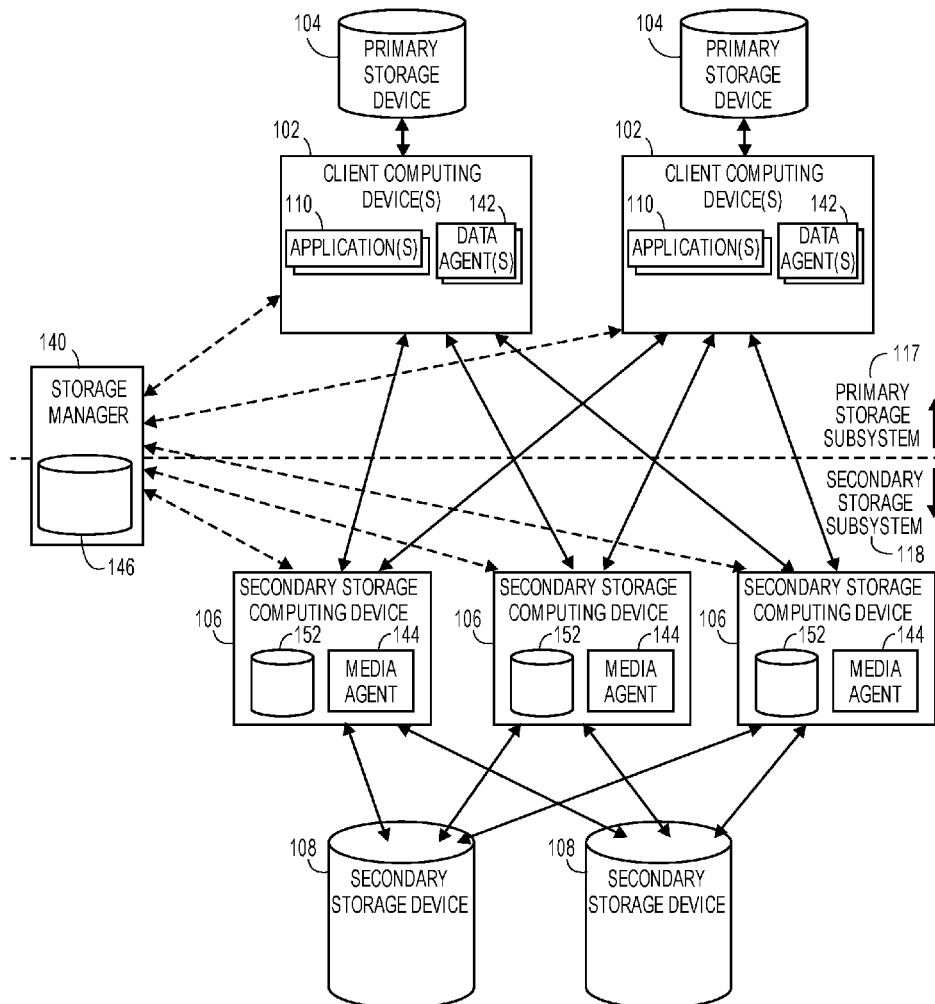 104
PRIMARY
STORAGE
DEVICE
104
PRIMARY
STORAGE
DEVICE
102
CLIENT COMPUTING
DEVICE(S)
110
142
APPLICATION(S)
DATA
AGENT(S)
102
CLIENT COMPUTING
DEVICE(S)
110
142
APPLICATION(S)
DATA
AGENT(S)
140
STORAGE
MANAGER
146
117
PRIMARY
STORAGE
SUBSYSTEM
SECONDARY
STORAGE
SUBSYSTEM
118
SECONDARY STORAGE
COMPUTING DEVICE
106
152
144
MEDIA
AGENT
SECONDARY STORAGE
COMPUTING DEVICE
106
152
144
MEDIA
AGENT
SECONDARY STORAGE
COMPUTING DEVICE
106
152
144
MEDIA
AGENT
108
SECONDARY
STORAGE DEVICE
108
SECONDARY
STORAGE DEVICE